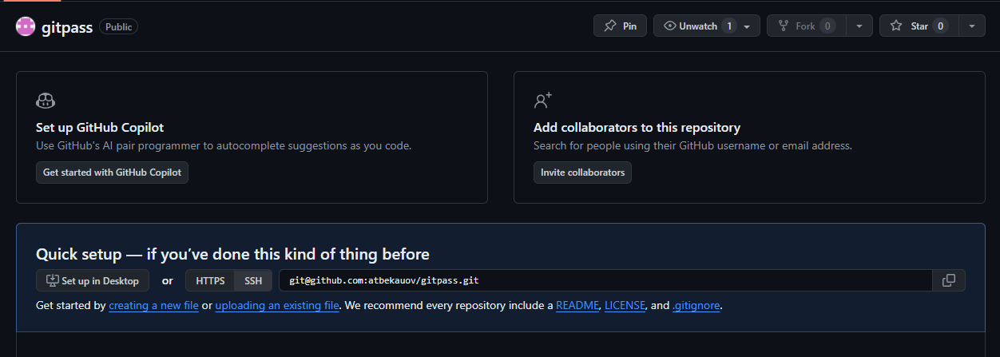 gitpass Public
Pin
Unwatch 1
Fork 0
Star 0
Set up GitHub Copilot
Use GitHub's AI pair programmer to autocomplete suggestions as you code.
Get started with GitHub Copilot
Add collaborators to this repository
Search for people using their GitHub username or email address.
Invite collaborators
Quick setup — if you’ve done this kind of thing before
Set up in Desktop or HTTPS SSH git@github.com:atbekauov/gitpass.git
Get started by creating a new file or uploading an existing file. We recommend every repository include a README, LICENSE, and .gitignore.